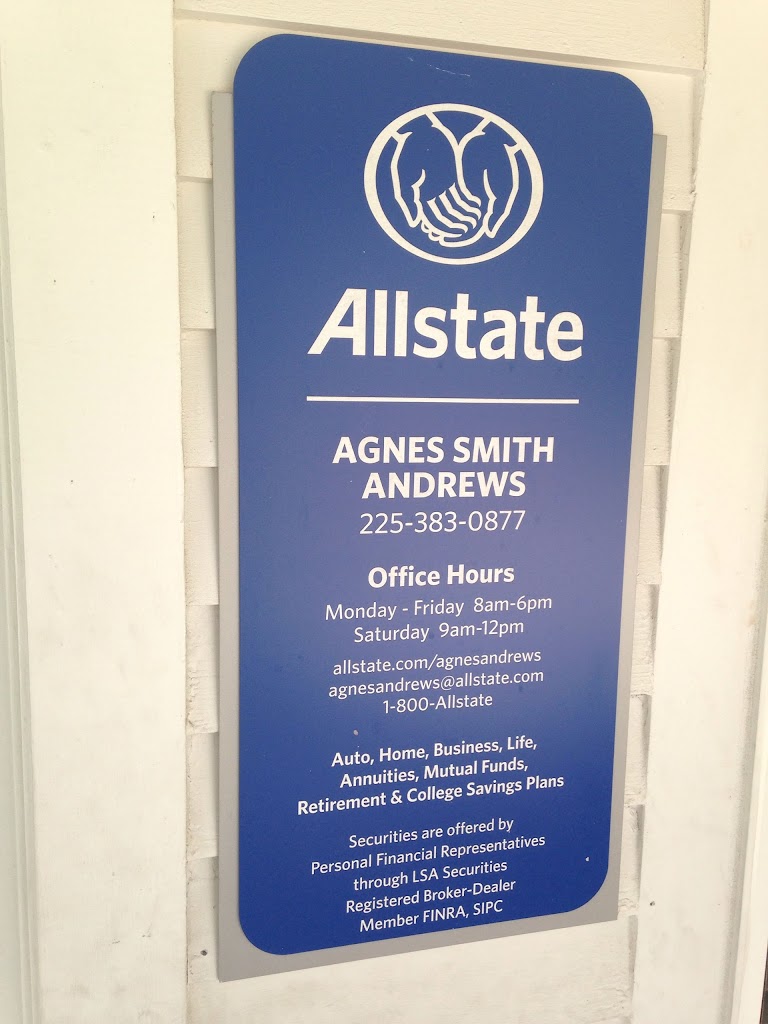 Allstate
AGNES SMITH
ANDREWS
225-383-0877
Office Hours
Monday - Friday 8am-6pm
Saturday 9am-12pm
allstate.com/agnesandrews
agnesandrews@allstate.com
1-800-Allstate
Auto, Home, Business, Life,
Annuities, Mutual Funds,
Retirement & College Savings Plans
Securities are offered by
Personal Financial Representatives
through LSA Securities
Registered Broker-Dealer
Member FINRA, SIPC